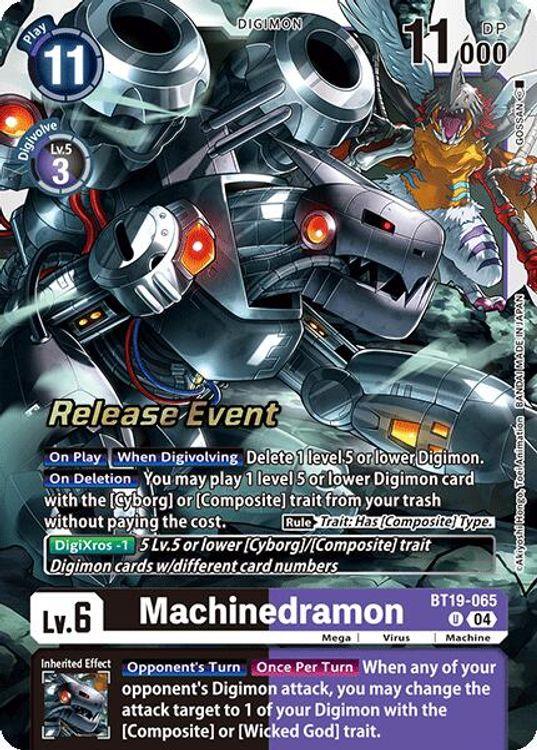 Play
DIGIMON
DP
11
11000
Digivolve
Lv.5
3
GOSSAN
BANDAI MADE IN JAPAN
©Akiyoshi Hongo, Toei Animation
Release Event
On Play When Digivolving Delete 1 level 5 or lower Digimon.
On Deletion You may play 1 level 5 or lower Digimon card
with the [Cyborg] or [Composite] trait from your trash
without paying the cost. Rule Trait: Has [Composite] Type.
DigiXros -1 5 Lv.5 or lower [Cyborg]/[Composite] trait
Digimon cards w/different card numbers
Lv.6 Machinedramon BT19-065
U 04
Mega Virus Machine
Inherited Effect
Opponent's Turn Once Per Turn When any of your
opponent's Digimon attack, you may change the
attack target to 1 of your Digimon with the
[Composite] or [Wicked God] trait.